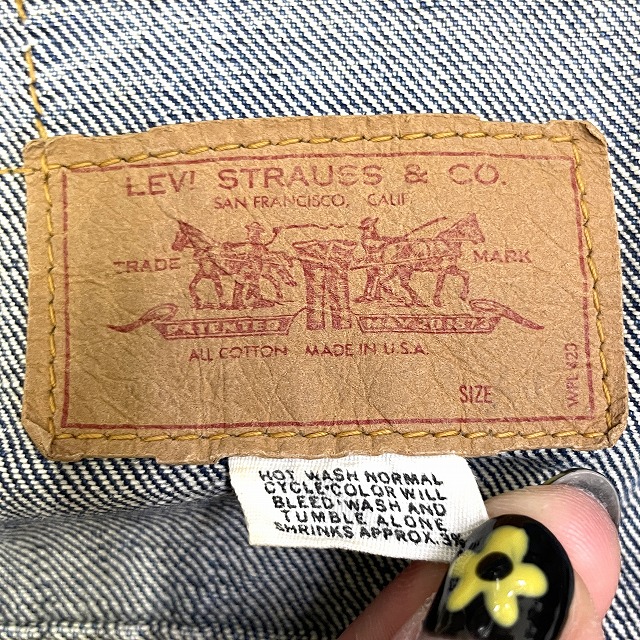 LEVI STRAUSS & CO.
SAN FRANCISCO, CALIF
TRADE MARK
PATENTED MAY 20 1873
ALL COTTON MADE IN U.S.A.
SIZE
WPL 423
HOT WASH NORMAL
CYCLE-COLOR WILL
BLEED, WASH AND
TUMBLE ALONE
SHRINKS APPROX.